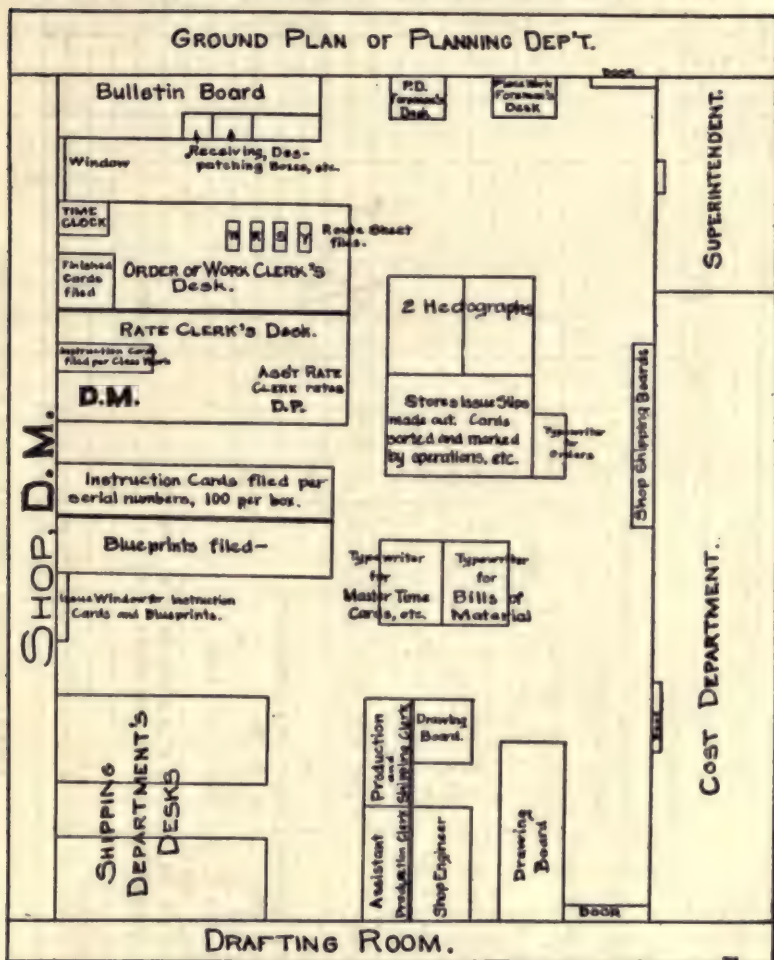 GROUND PLAN OF PLANNING DEP'T.
Bulletin Board
Receiving, Des-
patching Boxes, etc.
Window
TIME
CLOCK
Route Sheet
files.
Finished
Cards
filed
ORDER OF WORK CLERK'S
DESK.
RATE CLERK'S DESK.
Instruction Cards
filed per Class Work
D.M.
Ass't RATE
CLERK rates
D.P.
Instruction Cards filed per
serial numbers, 100 per box.
Blueprints filed-
Issue Window for Instruction
Cards and Blueprints.
SHOP, D.M.
SHIPPING
DEPARTMENT'S
DESKS
P.D.
Foreman's
Desk
Foreman's
Desk
DOOR
2 Hectographs
Stores Issue Slips
made out. Cards
sorted and marked
by operations, etc.
Typewriter
for
Orders
Typewriter
for
Master Time
Cards, etc.
Typewriter
for
Bills of
Material
Production
and
Shipping Clerk
Drawing
Board.
Assistant
Production Clerk
Shop Engineer
Drawing
Board
DOOR
SUPERINTENDENT.
Shop Shipping Boards
COST DEPARTMENT.
DRAFTING ROOM.